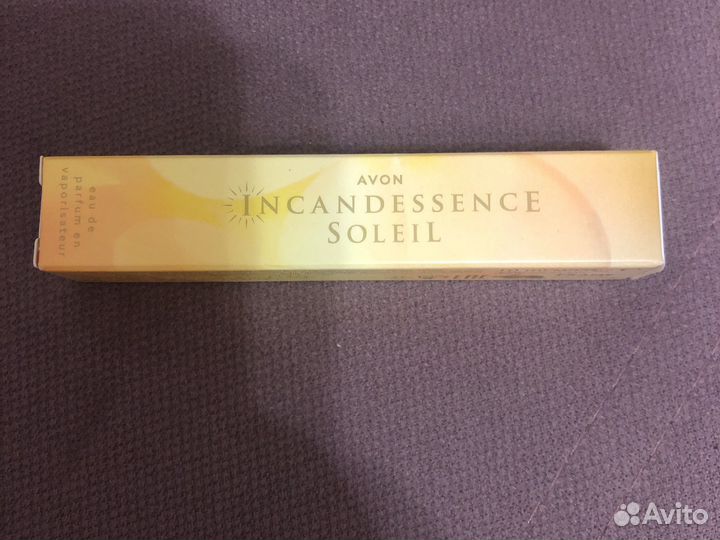 AVON
INCANDESSENCE
SOLEIL
eau de
parfum en
vaporisateur
Avito